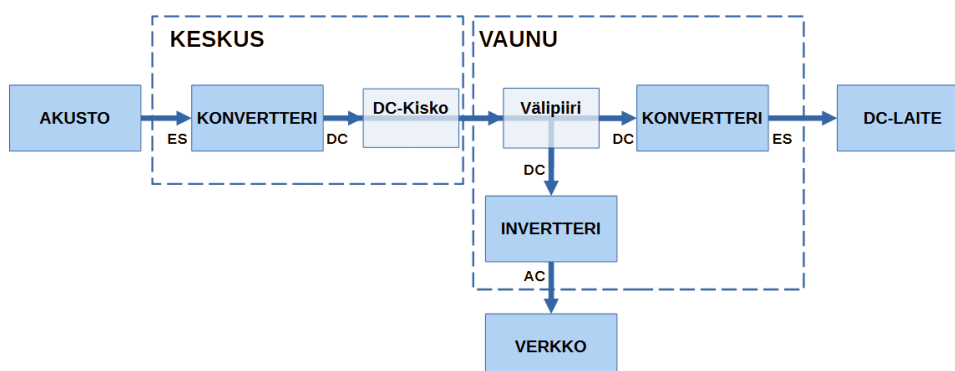 KESKUS
VAUNU
AKUSTO
ES
KONVERTTERI
DC
DC-Kisko
Välipiiri
DC
KONVERTTERI
ES
DC-LAITE
DC
INVERTTERI
AC
VERKKO